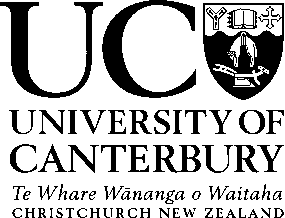 UC
UNIVERSITY OF
CANTERBURY
Te Whare Wānanga o Waitaha
CHRISTCHURCH NEW ZEALAND